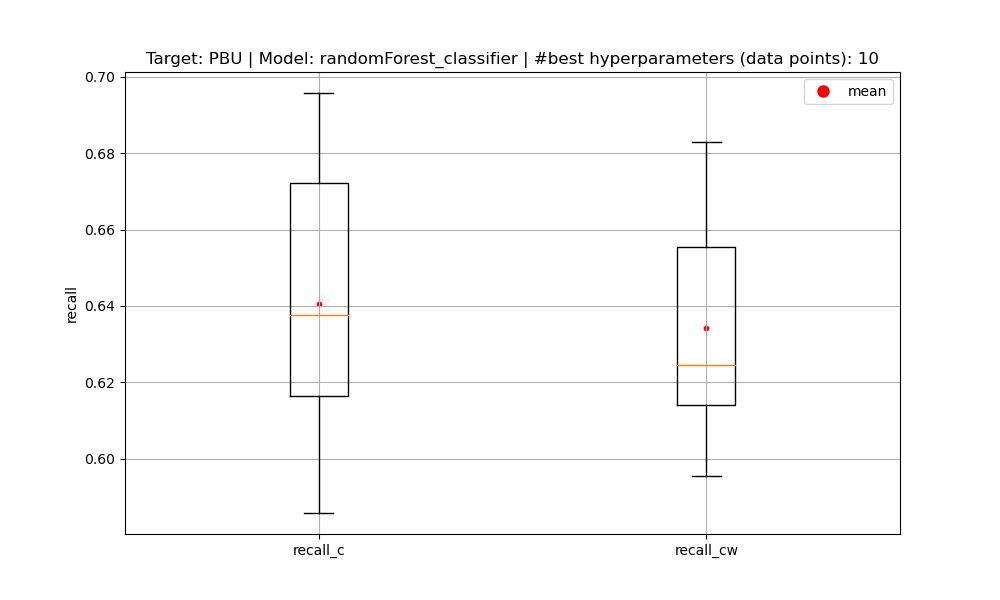 Target: PBU | Model: randomForest_classifier | #best hyperparameters (data points): 10
mean
recall
0.70
0.68
0.66
0.64
0.62
0.60
recall_c
recall_cw